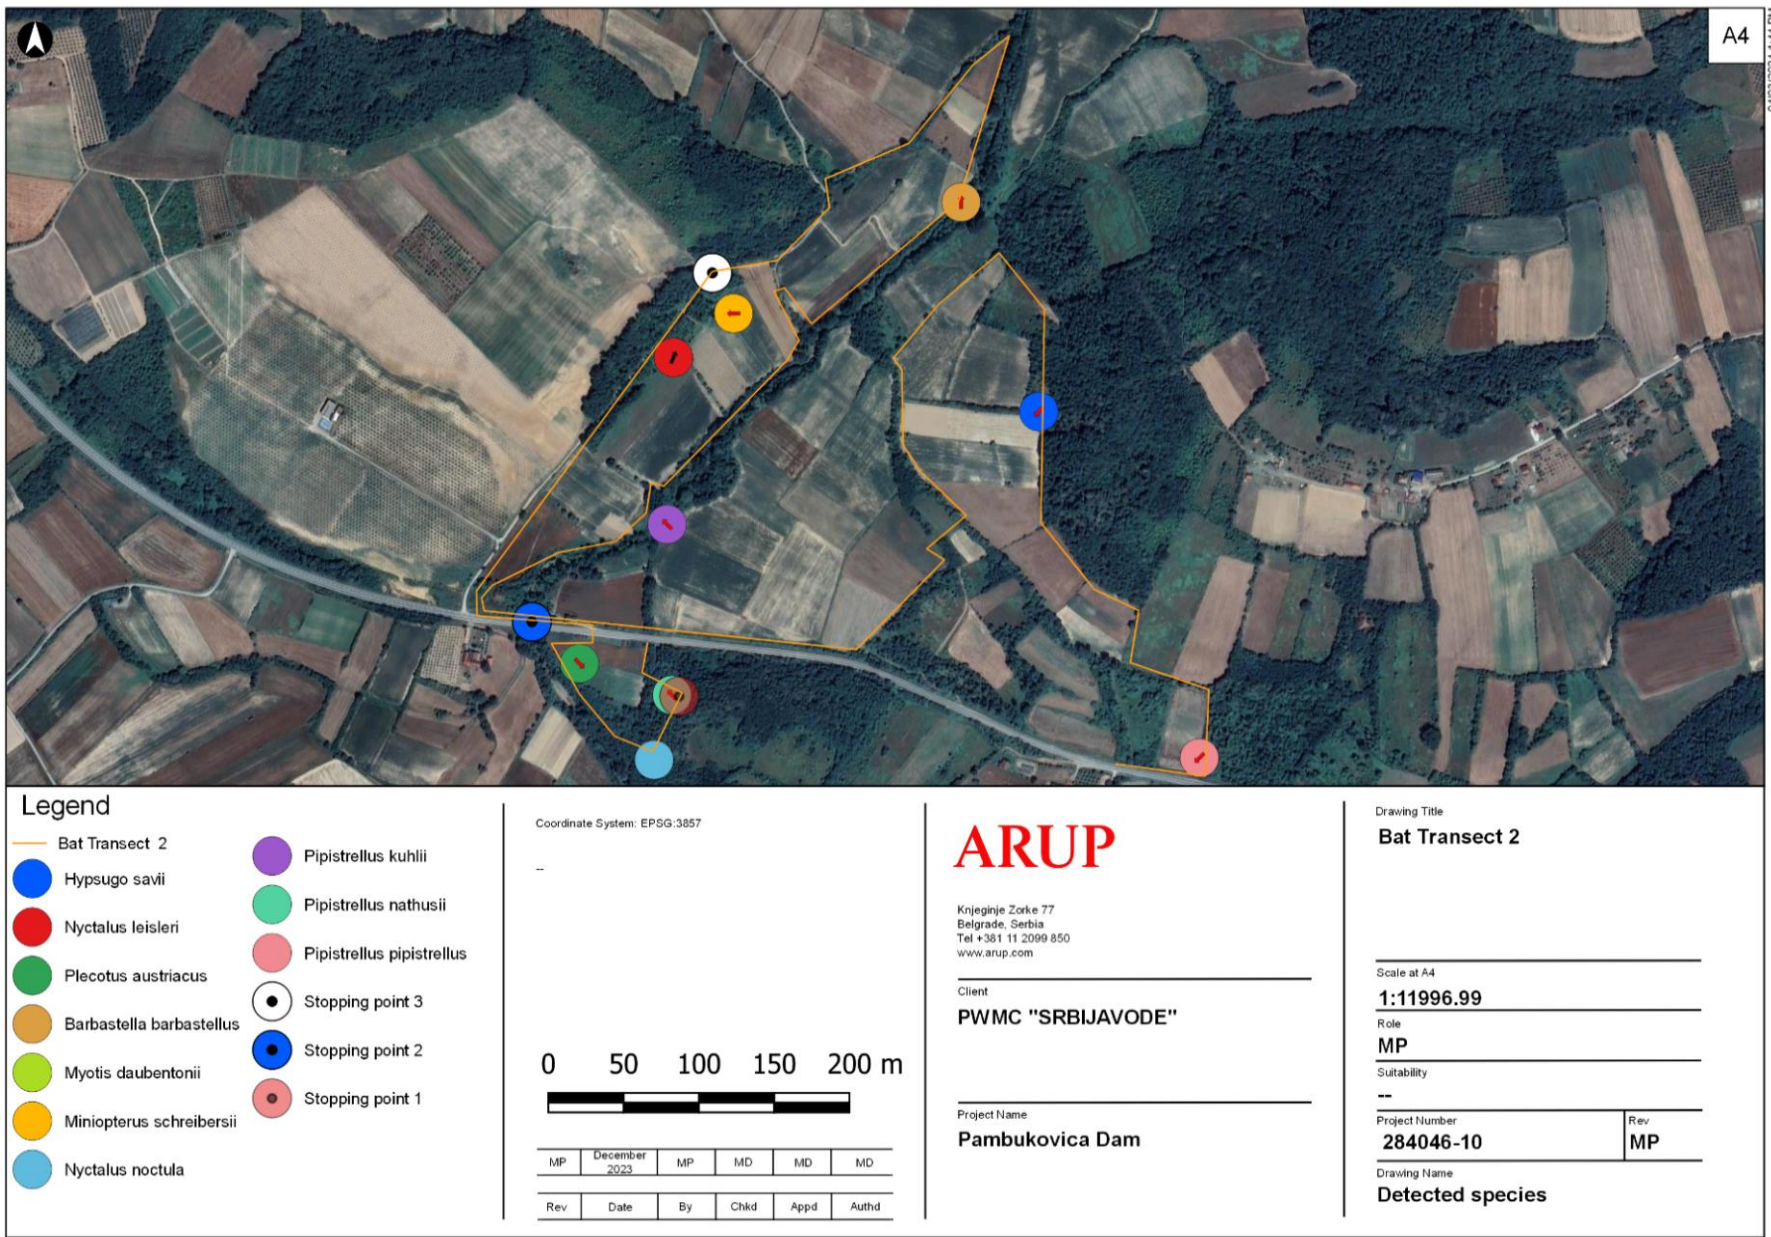 A4
Legend
Bat Transect 2
Hypsugo savii
Nyctalus leisleri
Plecotus austriacus
Barbastella barbastellus
Myotis daubentonii
Miniopterus schreibersii
Nyctalus noctula
Pipistrellus kuhlii
Pipistrellus nathusii
Pipistrellus pipistrellus
Stopping point 3
Stopping point 2
Stopping point 1
Coordinate System: EPSG:3857
--
0 50 100 150 200 m
MP December 2023 MP MD MD MD
Rev Date By Chkd Appd Authd
ARUP
Knjeginje Zorke 77
Belgrade, Serbia
Tel +381 11 2099 850
www.arup.com
Client
PWMC "SRBIJAVODE"
Project Name
Pambukovica Dam
Drawing Title
Bat Transect 2
Scale at A4
1:11996.99
Role
MP
Suitability
--
Project Number
284046-10
Rev
MP
Drawing Name
Detected species